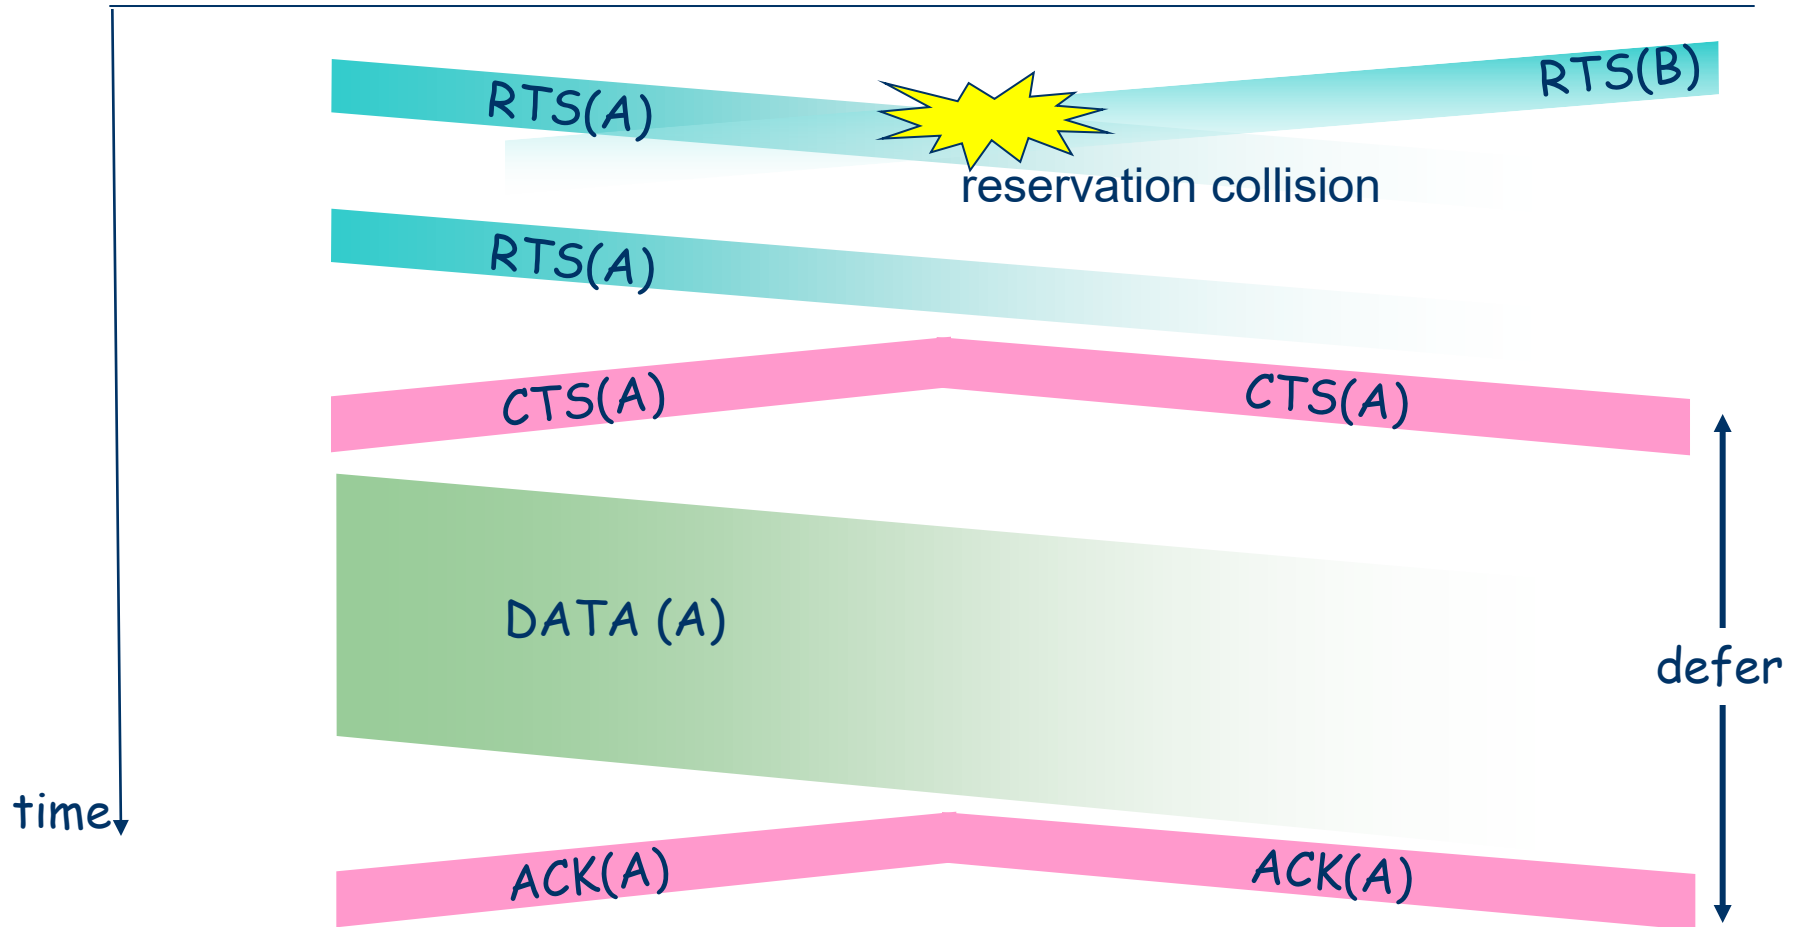 RTS(B)
RTS(A)
reservation collision
RTS(A)
CTS(A)
CTS(A)
DATA (A)
defer
time
ACK(A)
ACK(A)